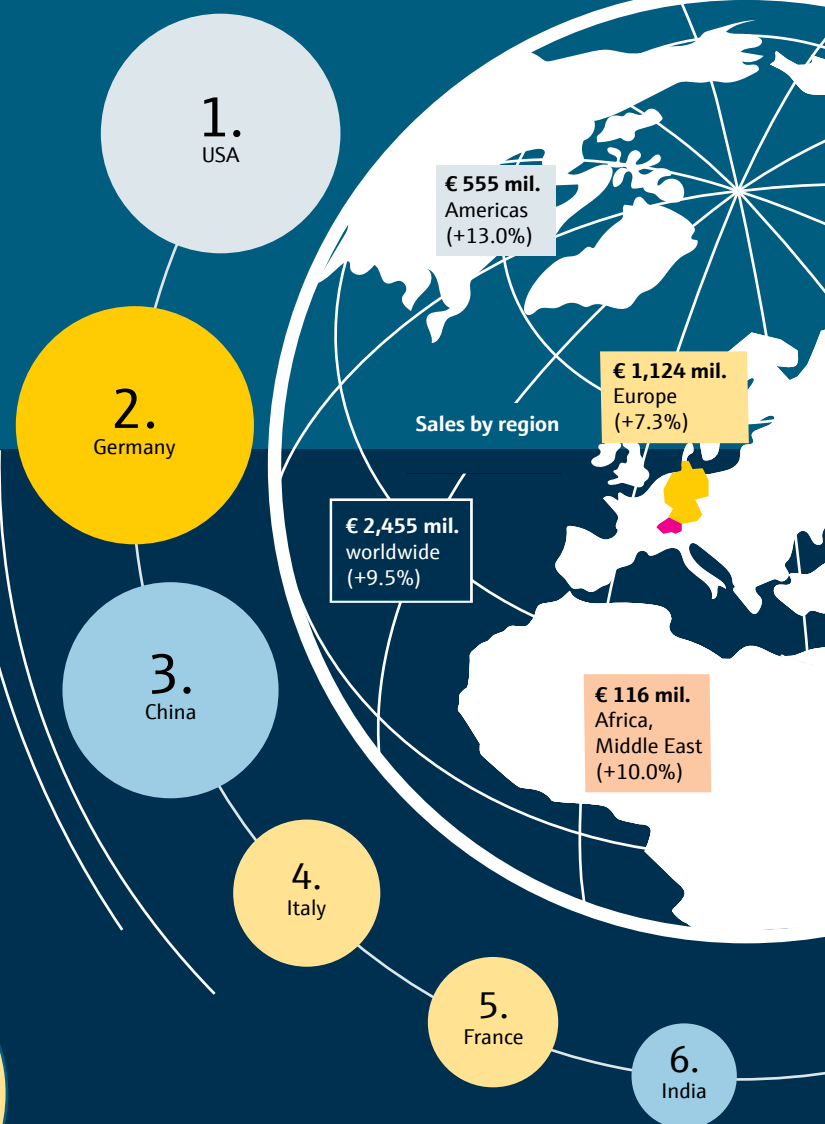 1.
USA
2.
Germany
3.
China
4.
Italy
5.
France
6.
India
€ 555 mil.
Americas
(+13.0%)
€ 1,124 mil.
Europe
(+7.3%)
Sales by region
€ 2,455 mil.
worldwide
(+9.5%)
€ 116 mil.
Africa,
Middle East
(+10.0%)